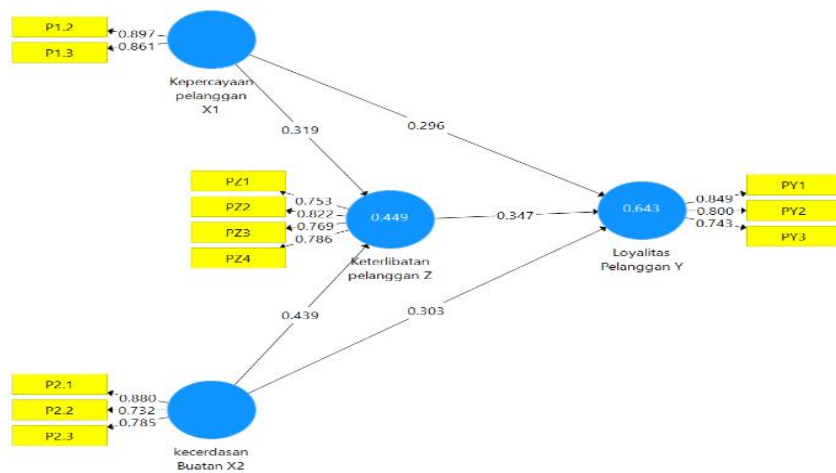 P1.2
0.897
P1.3
0.861
Kepercayaan
pelanggan
X1
0.319
0.296
PZ1
0.753
PZ2
0.822
PZ3
0.769
PZ4
0.786
0.449
Keterlibatan
pelanggan Z
0.347
0.643
Loyalitas
Pelanggan Y
0.849
PY1
0.800
PY2
0.743
PY3
0.439
0.303
P2.1
0.880
P2.2
0.732
P2.3
0.785
kecerdasan
Buatan X2